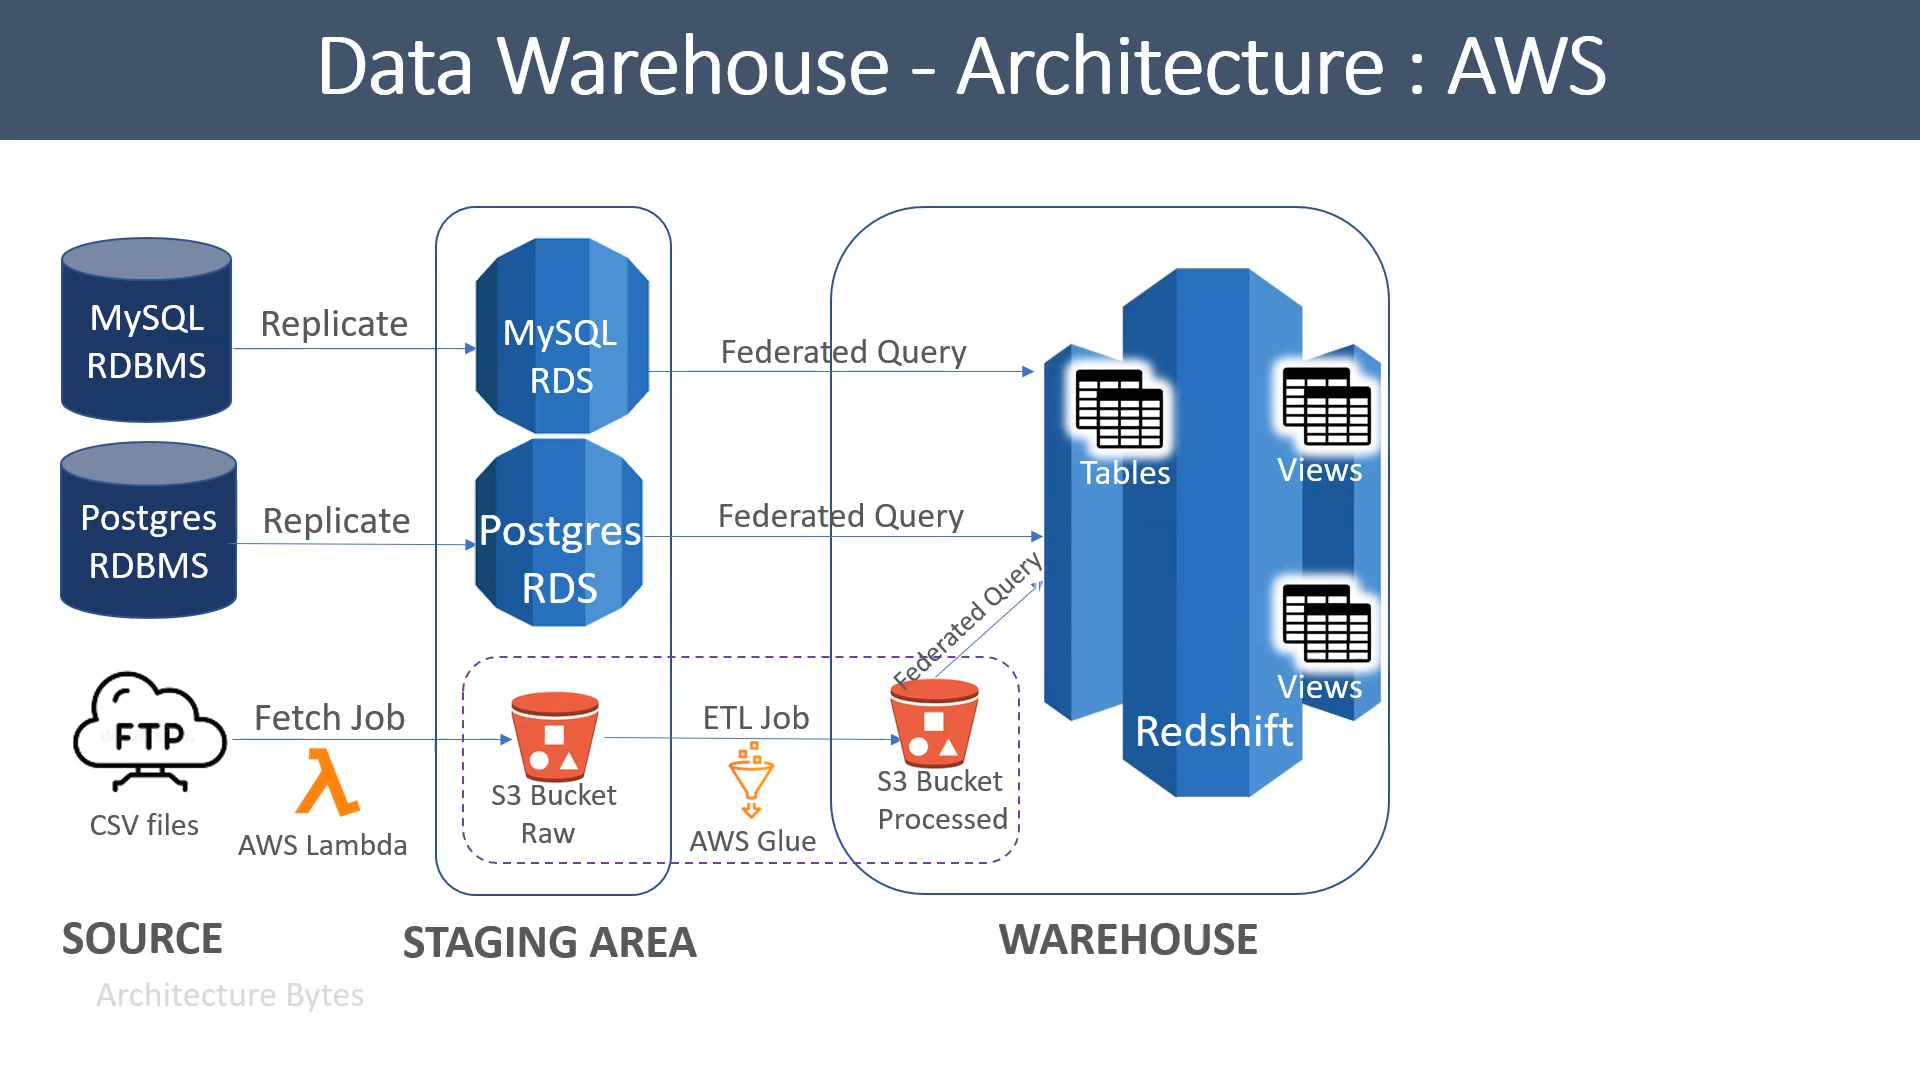 Data Warehouse - Architecture : AWS
MySQL
RDBMS
Replicate
MySQL
RDS
Federated Query
Tables
Views
Postgres
RDBMS
Replicate
Postgres
RDS
Federated Query
Federated Query
Views
Redshift
FTP
CSV files
Fetch Job
AWS Lambda
S3 Bucket
Raw
ETL Job
AWS Glue
S3 Bucket
Processed
SOURCE
STAGING AREA
WAREHOUSE
Architecture Bytes